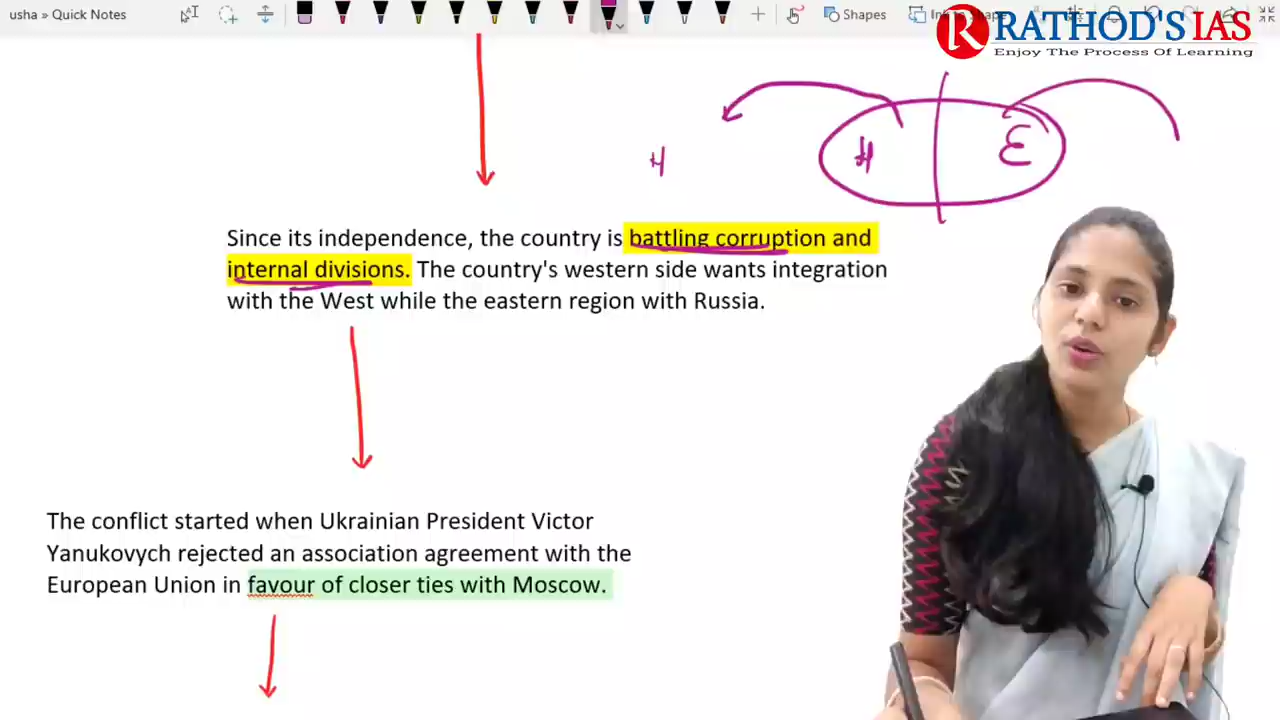 usha » Quick Notes
Shapes
RATHOD'S IAS
Enjoy The Process Of Learning
H
H
E
Since its independence, the country is battling corruption and
internal divisions. The country's western side wants integration
with the West while the eastern region with Russia.
The conflict started when Ukrainian President Victor
Yanukovych rejected an association agreement with the
European Union in favour of closer ties with Moscow.